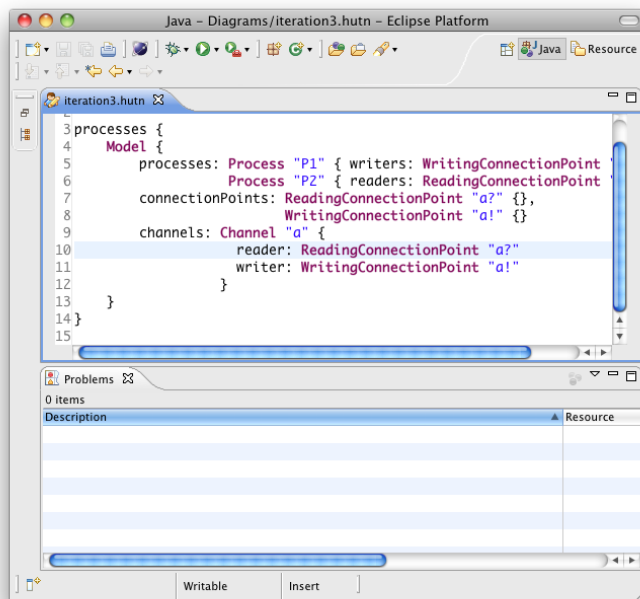 Java - Diagrams/iteration3.hutn - Eclipse Platform
Java Resource
iteration3.hutn
3 processes {
4 Model {
5 processes: Process "P1" { writers: WritingConnectionPoint "
6 Process "P2" { readers: ReadingConnectionPoint "
7 connectionPoints: ReadingConnectionPoint "a?" {},
8 WritingConnectionPoint "a!" {}
9 channels: Channel "a" {
10 reader: ReadingConnectionPoint "a?"
11 writer: WritingConnectionPoint "a!"
12 }
13 }
14 }
15
Problems
0 items
Description Resource
Writable Insert